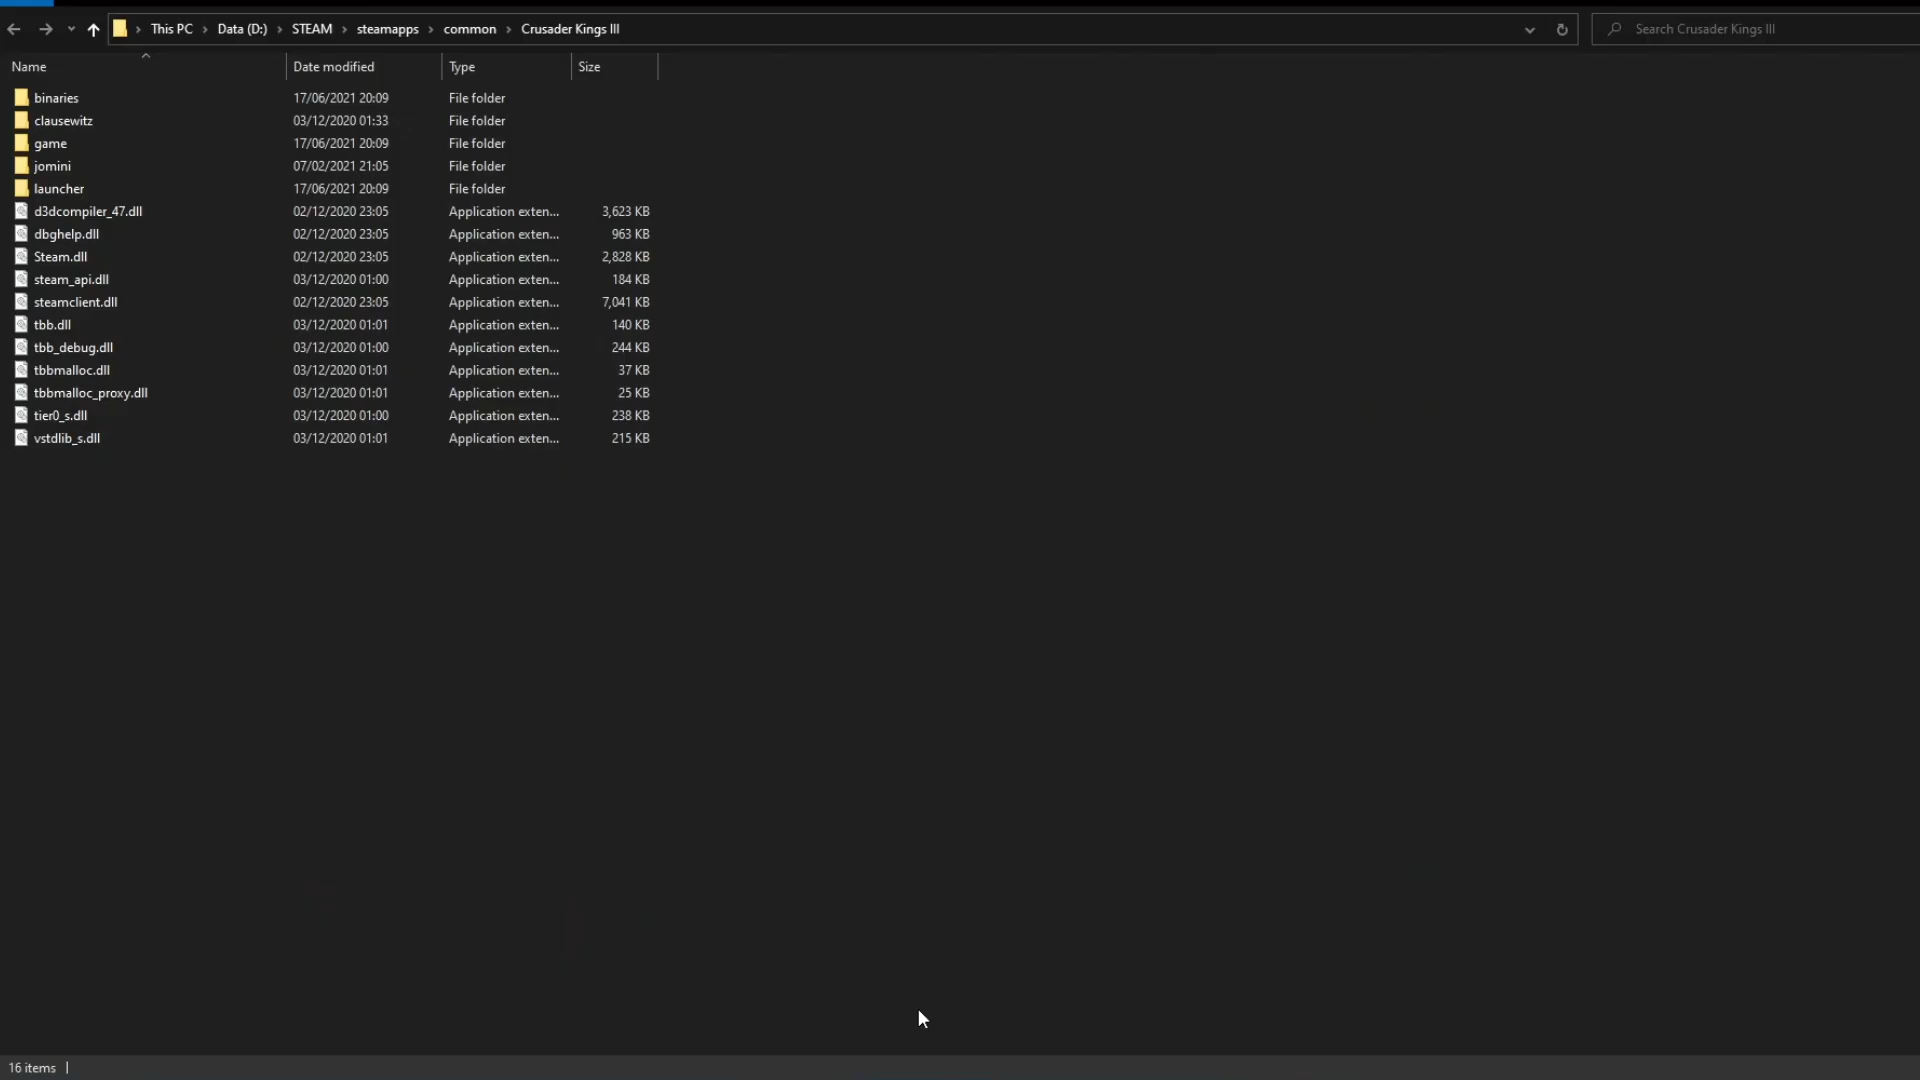 This PC > Data (D:) > STEAM > steamapps > common > Crusader Kings III Search Crusader Kings III
Name Date modified Type Size
binaries 17/06/2021 20:09 File folder
clausewitz 03/12/2020 01:33 File folder
game 17/06/2021 20:09 File folder
jomini 07/02/2021 21:05 File folder
launcher 17/06/2021 20:09 File folder
d3dcompiler_47.dll 02/12/2020 23:05 Application exten... 3,623 KB
dbghelp.dll 02/12/2020 23:05 Application exten... 963 KB
Steam.dll 02/12/2020 23:05 Application exten... 2,828 KB
steam_api.dll 03/12/2020 01:00 Application exten... 184 KB
steamclient.dll 02/12/2020 23:05 Application exten... 7,041 KB
tbb.dll 03/12/2020 01:01 Application exten... 140 KB
tbb_debug.dll 03/12/2020 01:00 Application exten... 244 KB
tbbmalloc.dll 03/12/2020 01:01 Application exten... 37 KB
tbbmalloc_proxy.dll 03/12/2020 01:01 Application exten... 25 KB
tier0_s.dll 03/12/2020 01:00 Application exten... 238 KB
vstdlib_s.dll 03/12/2020 01:01 Application exten... 215 KB
16 items